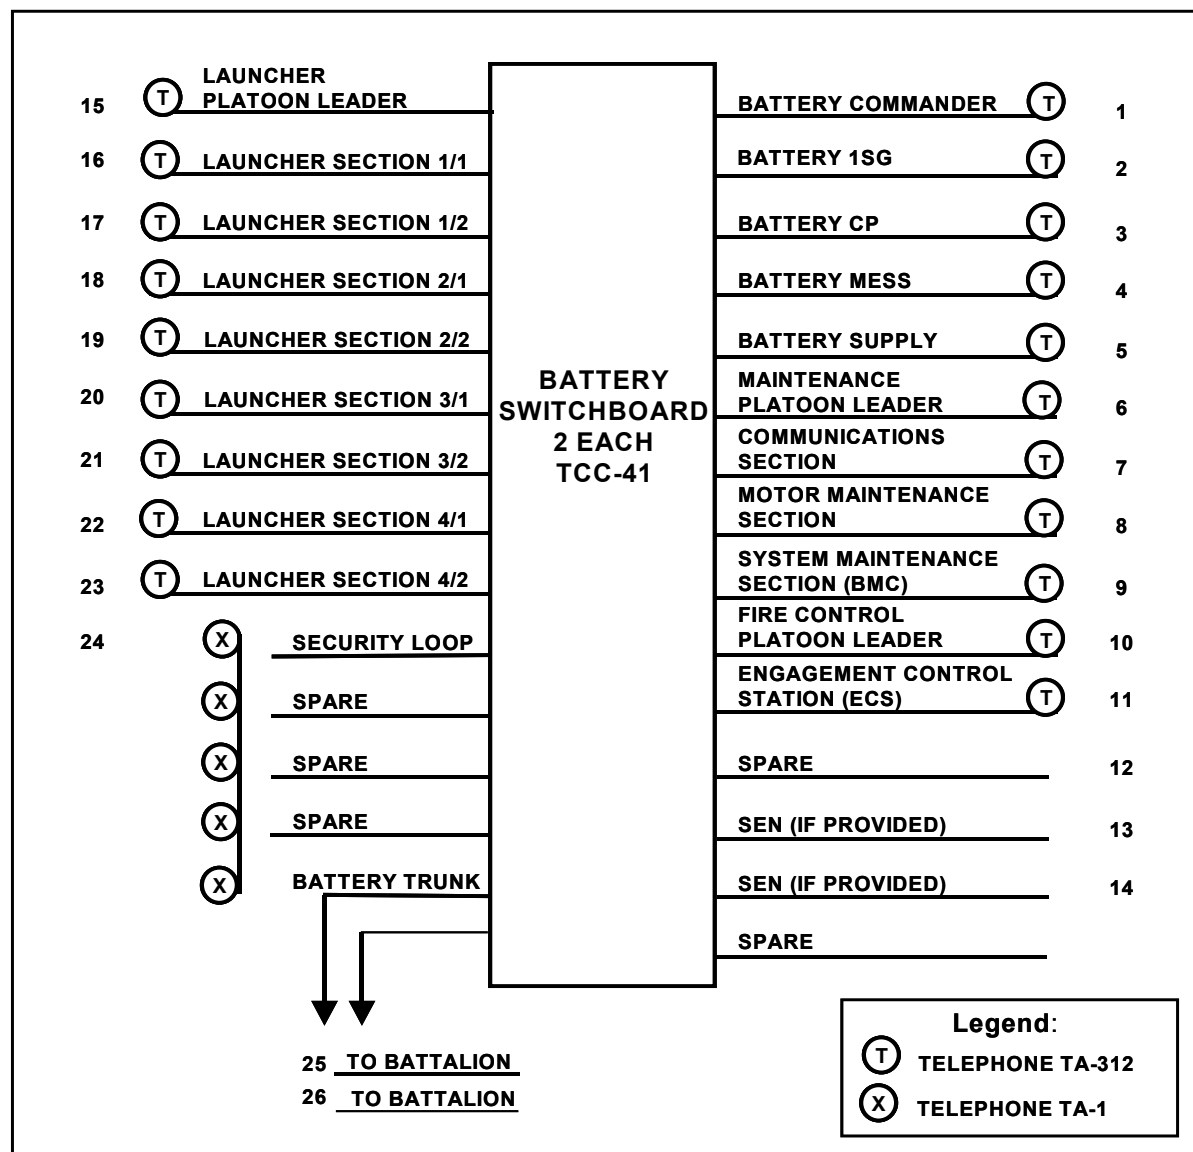 LAUNCHER
15 T PLATOON LEADER
16 T LAUNCHER SECTION 1/1
17 T LAUNCHER SECTION 1/2
18 T LAUNCHER SECTION 2/1
19 T LAUNCHER SECTION 2/2
20 T LAUNCHER SECTION 3/1
21 T LAUNCHER SECTION 3/2
22 T LAUNCHER SECTION 4/1
23 T LAUNCHER SECTION 4/2
24 X SECURITY LOOP
X SPARE
X SPARE
X SPARE
X BATTERY TRUNK
25 TO BATTALION
26 TO BATTALION
BATTERY
SWITCHBOARD
2 EACH
TCC-41
BATTERY COMMANDER T 1
BATTERY 1SG T 2
BATTERY CP T 3
BATTERY MESS T 4
BATTERY SUPPLY T 5
MAINTENANCE
PLATOON LEADER T 6
COMMUNICATIONS
SECTION T 7
MOTOR MAINTENANCE
SECTION T 8
SYSTEM MAINTENANCE
SECTION (BMC) T 9
FIRE CONTROL
PLATOON LEADER T 10
ENGAGEMENT CONTROL
STATION (ECS) T 11
SPARE 12
SEN (IF PROVIDED) 13
SEN (IF PROVIDED) 14
SPARE
Legend:
T TELEPHONE TA-312
X TELEPHONE TA-1